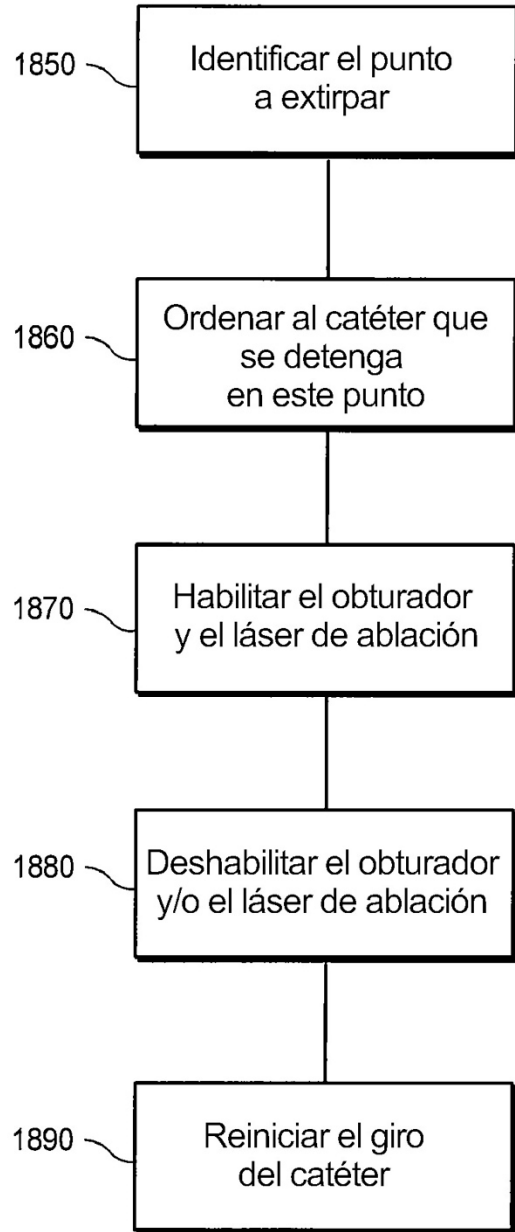 1850
Identificar el punto
a extirpar
1860
Ordenar al catéter que
se detenga
en este punto
1870
Habilitar el obturador
y el láser de ablación
1880
Deshabilitar el obturador
y/o el láser de ablación
1890
Reiniciar el giro
del catéter